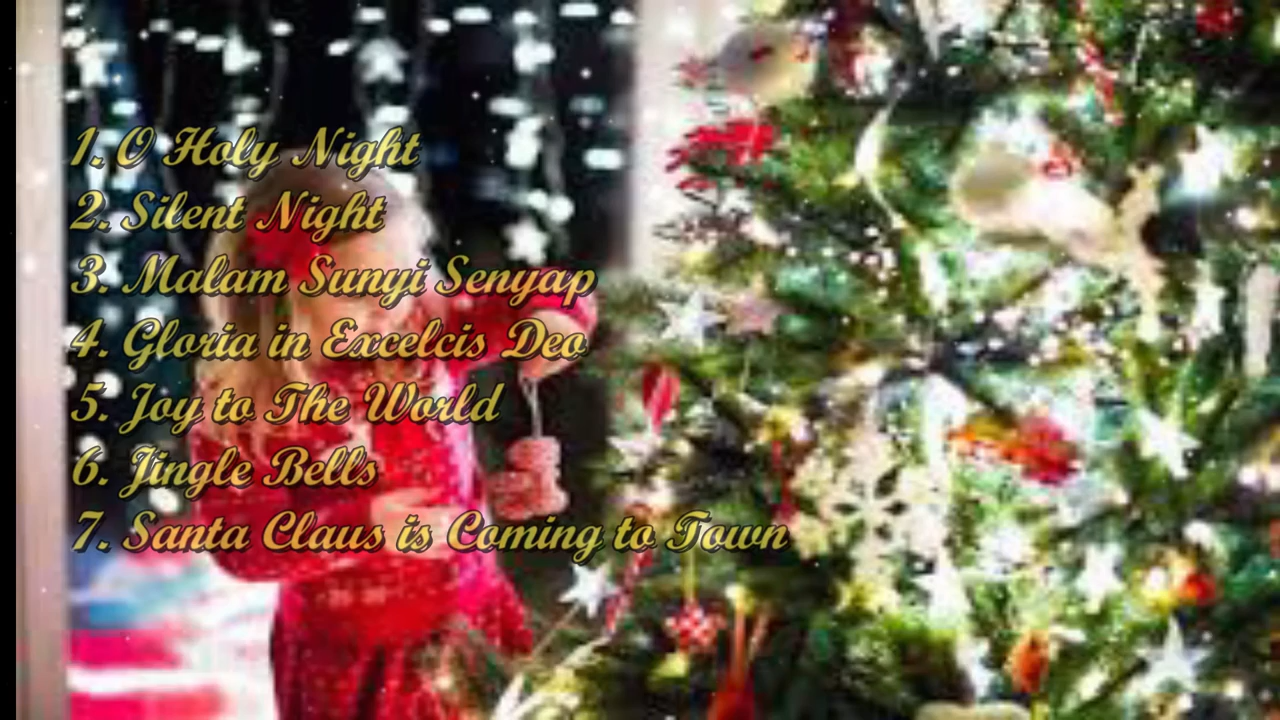 1. O Holy Night
2. Silent Night
3. Malam Sunyi Senyap
4. Gloria in Excelcis Deo
5. Joy to The World
6. Jingle Bells
7. Santa Claus is Coming to Town